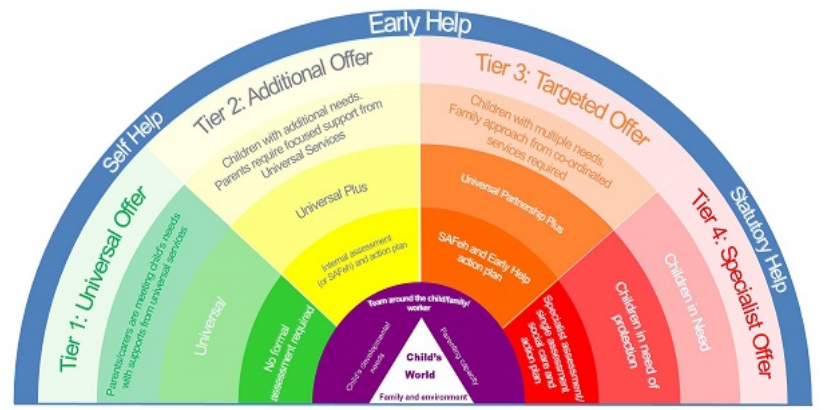 Early Help
Self Help
Statutory Help
Tier 1: Universal Offer
Parents/carers are meeting child's needs
with supports from universal services
Universal
No formal
assessment required
Tier 2: Additional Offer
Children with additional needs.
Parents require focused support from
Universal Services
Universal Plus
Internal assessment
(or SAFeh) and action plan
Tier 3: Targeted Offer
Children with multiple needs.
Family approach from co-ordinated
services required
Universal Partnership Plus
SAFeh and Early Help
action plan
Tier 4: Specialist Offer
Children in Need
Children in need of
protection
Specialist assessment/
single assessment
social care and
action plan
Team around the child/family/
worker
Child's developmental
needs
Parenting capacity
Child's
World
Family and environment